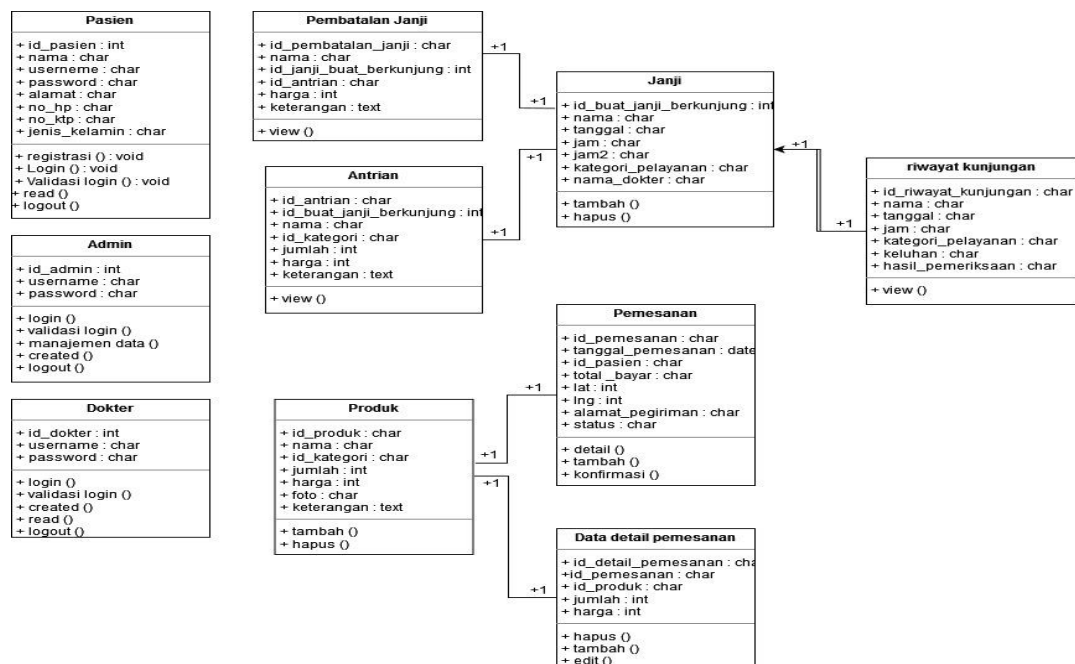 Pasien
+ id_pasien : int
+ nama : char
+ userneme : char
+ password : char
+ alamat : char
+ no_hp : char
+ no_ktp : char
+ jenis_kelamin : char
+ registrasi () : void
+ Login () : void
+ Validasi login () : void
+ read ()
+ logout ()
Admin
+ id_admin : int
+ username : char
+ password : char
+ login ()
+ validasi login ()
+ manajemen data ()
+ created ()
+ logout ()
Dokter
+ id_dokter : int
+ username : char
+ password : char
+ login ()
+ validasi login ()
+ created ()
+ read ()
+ logout ()
Pembatalan Janji
+ id_pembatalan_janji : char
+ nama : char
+ id_janji_buat_berkunjung : int
+ id_antrian : char
+ harga : int
+ keterangan : text
+ view ()
+1
+1
Antrian
+ id_antrian : char
+ id_buat_janji_berkunjung : int
+ nama : char
+ id_kategori : char
+ jumlah : int
+ harga : int
+ keterangan : text
+ view ()
+1
+1
Janji
+ id_buat_janji_berkunjung : int
+ nama : char
+ tanggal : char
+ jam : char
+ jam2 : char
+ kategori_pelayanan : char
+ nama_dokter : char
+ tambah ()
+ hapus ()
+1
+1
riwayat kunjungan
+ id_riwayat_kunjungan : char
+ nama : char
+ tanggal : char
+ jam : char
+ kategori_pelayanan : char
+ keluhan : char
+ hasil_pemeriksaan : char
+ view ()
Produk
+ id_produk : char
+ nama : char
+ id_kategori : char
+ jumlah : int
+ harga : int
+ foto : char
+ keterangan : text
+ tambah ()
+ hapus ()
+1
+1
+1
+1
Pemesanan
+ id_pemesanan : char
+ tanggal_pemesanan : date
+ id_pasien : char
+ total _bayar : char
+ lat : int
+ lng : int
+ alamat_pegiriman : char
+ status : char
+ detail ()
+ tambah ()
+ konfirmasi ()
Data detail pemesanan
+ id_detail_pemesanan : cha
+id_pemesanan : char
+ id_produk : char
+ jumlah : int
+ harga : int
+ hapus ()
+ tambah ()
+ edit ()